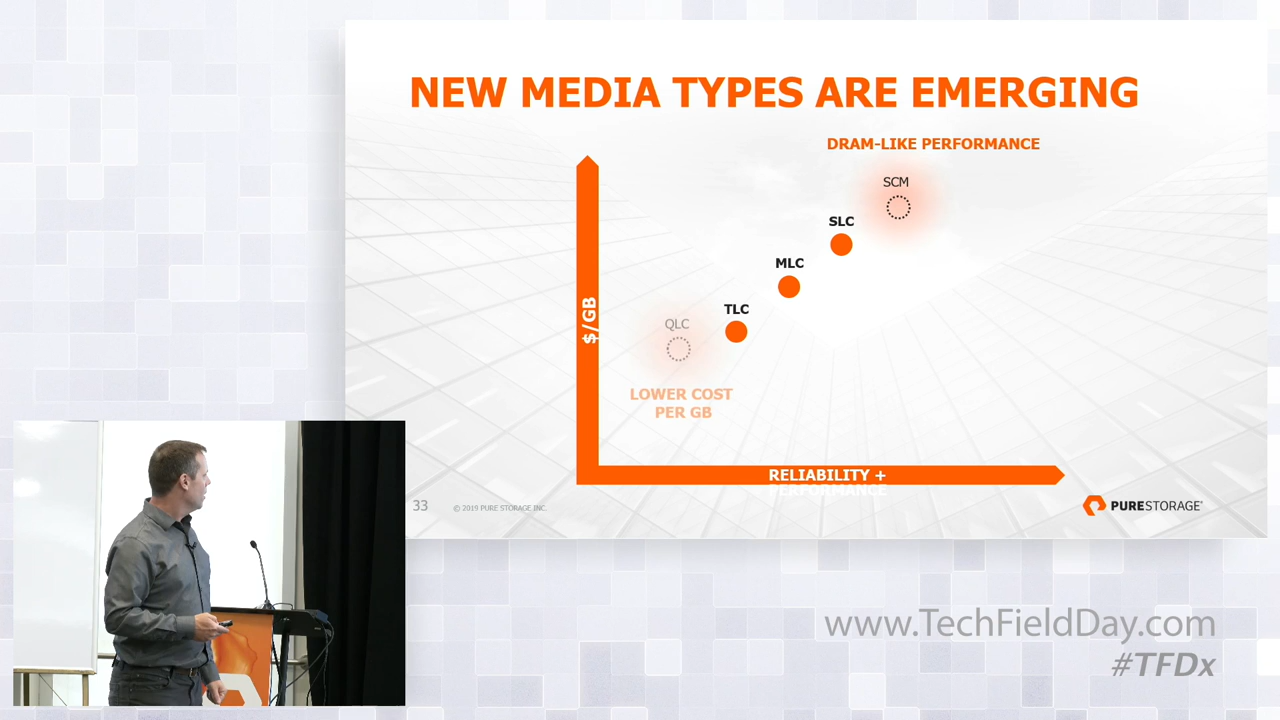 NEW MEDIA TYPES ARE EMERGING
DRAM-LIKE PERFORMANCE
SCM
SLC
MLC
TLC
QLC
$/GB
LOWER COST
PER GB
RELIABILITY +
PERFORMANCE
33
© 2019 PURE STORAGE INC.
PURESTORAGE®
www.TechFieldDay.com
#TFDx